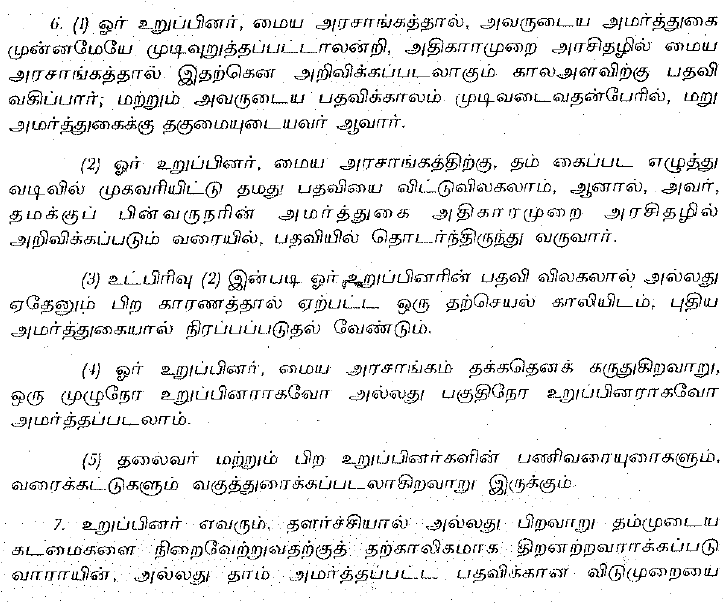 6. (1) ஓர் உறுப்பினர், மைய அரசாங்கத்தால், அவருடைய அமர்த்துகை
முன்னமேயே முடிவுறுத்தப்பட்டாலன்றி, அதிகாரமுறை அரசிதழில் மைய
அரசாங்கத்தால் இதற்கென அறிவிக்கப்படலாகும் காலஅளவிற்கு பதவி
வகிப்பார்; மற்றும் அவருடைய பதவிக்காலம் முடிவடைவதன்பேரில், மறு
அமர்த்துகைக்கு தகுமையுடையவர் ஆவார்.
(2) ஓர் உறுப்பினர், மைய அரசாங்கத்திற்கு, தம் கைப்பட எழுத்து
வடிவில் முகவரியிட்டு தமது பதவியை விட்டுவிலகலாம், ஆனால், அவர்,
தமக்குப் பின்வருநரின் அமர்த்துகை அதிகாரமுறை அரசிதழில்
அறிவிக்கப்படும் வரையில், பதவியில் தொடர்ந்திருந்து வருவார்.
(3) உட்பிரிவு (2) இன்படி ஓர் உறுப்பினரின் பதவி விலகலால் அல்லது
ஏதேனும் பிற காரணத்தால் ஏற்பட்ட ஒரு தற்செயல் காலியிடம், புதிய
அமர்த்துகையால் நிரப்பப்படுதல் வேண்டும்.
(4) ஓர் உறுப்பினர், மைய அரசாங்கம் தக்கதெனக் கருதுகிறவாறு,
ஒரு முழுநோ உறுப்பினராகவோ அல்லது பகுதிநோ உறுப்பினராகவோ
அமர்த்தப்படலாம்.
(5) தலைவர் மற்றும் பிற உறுப்பினர்களின் பணிவரையுரைகளும்,
வரைக்கட்டுகளும் வகுத்துரைக்கப்படலாகிறவாறு இருக்கும்.
7. உறுப்பினர் எவரும், தளர்ச்சியால் அல்லது பிறவாறு தம்முடைய
கடமைகளை நிறைவேற்றுவதற்குத் தற்காலிகமாக திறனற்றவராக்கப்படு
வாராயின், அல்லது தாம் அமர்த்தப்பட்ட பதவிக்கான விடுமுறையை